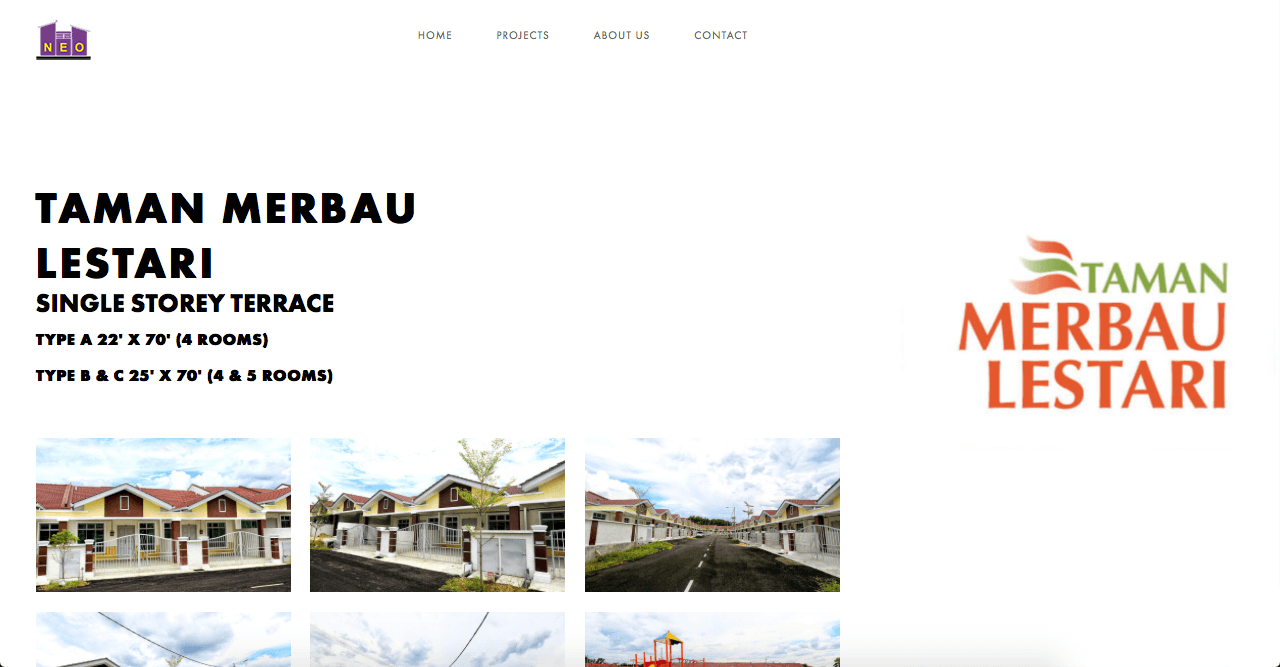 NEO
HOME
PROJECTS
ABOUT US
CONTACT
TAMAN MERBAU
LESTARI
SINGLE STOREY TERRACE
TYPE A 22' X 70' (4 ROOMS)
TYPE B & C 25' X 70' (4 & 5 ROOMS)
TAMAN
MERBAU
LESTARI